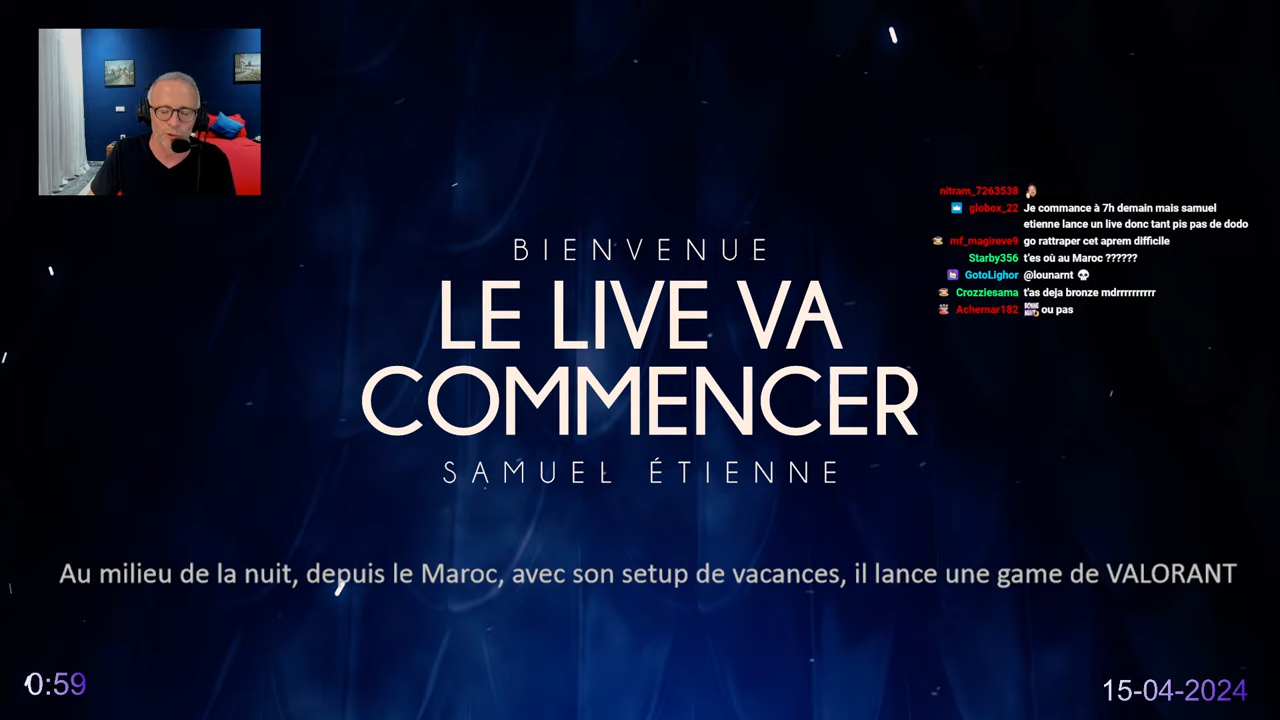 nitram_7263538
globox_22 Je commance à 7h demain mais samuel
etienne lance un live donc tant pis pas de dodo
mf_magireve9 go rattraper cet aprem difficile
Starby356 t'es où au Maroc ??????
GotoLighor @lounarnt
Crozziesama t'as deja bronze mdrrrrrrrrrr
Achernar182 ou pas
BIENVENUE
LE LIVE VA
COMMENCER
SAMUEL ÉTIENNE
Au milieu de la nuit, depuis le Maroc, avec son setup de vacances, il lance une game de VALORANT
0:59
15-04-2024